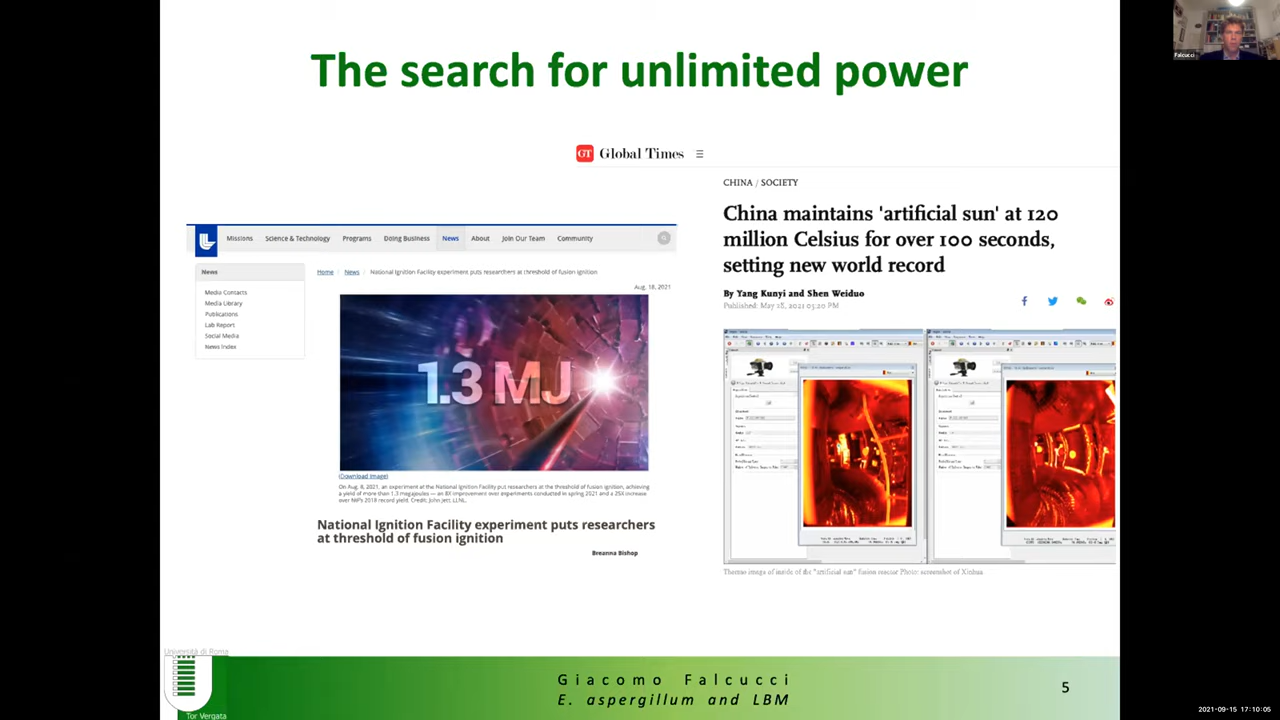 The search for unlimited power
Falcucci
GT Global Times
CHINA / SOCIETY
China maintains 'artificial sun' at 120
million Celsius for over 100 seconds,
setting new world record
By Yang Kunyi and Shen Weiduo
Published: May 28, 2021 03:20 PM
Thermo image of inside of the "artificial sun" fusion reactor Photo: screenshot of Xinhua
Missions Science & Technology Programs Doing Business News About Join Our Team Community
News
Media Contacts
Media Library
Publications
Lab Report
Social Media
News Index
Home News National Ignition Facility experiment puts researchers at threshold of fusion ignition
Aug. 18, 2021
1.3 MJ
(Download Image)
On Aug. 8, 2021, an experiment at the National Ignition Facility put researchers at the threshold of fusion ignition, achieving
a yield of more than 1.3 megajoules — an 8X improvement over experiments conducted in spring 2021 and a 25X increase
over NIF's 2018 record yield. Credit: John Jett, LLNL.
National Ignition Facility experiment puts researchers
at threshold of fusion ignition
Breanna Bishop
Università di Roma
Tor Vergata
Giacomo Falcucci
E. aspergillum and LBM
5
2021-09-15 17:10:05